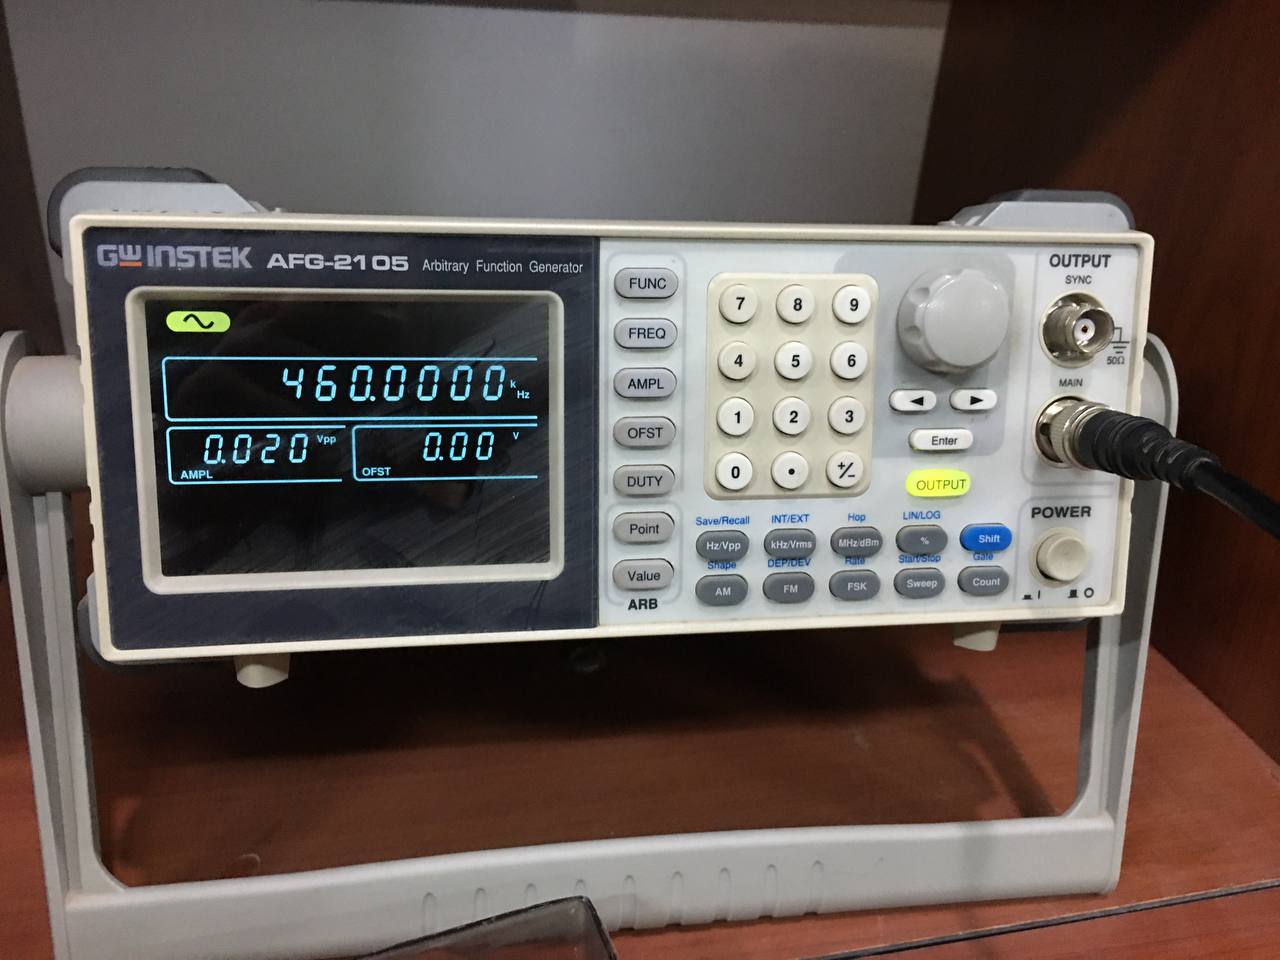 GW INSTEK AFG-2105 Arbitrary Function Generator
460.0000 k Hz
0.020 Vpp
AMPL
0.00 V
OFST
FUNC
FREQ
AMPL
OFST
DUTY
Point
Value
ARB
7 8 9
4 5 6
1 2 3
0 • +/-
Enter
OUTPUT
Save/Recall INT/EXT Hop LIN/LOG
Hz/Vpp kHz/Vrms MHz/dBm % Shift
Shape DEP/DEV Rate Start/Stop Gate
AM FM FSK Sweep Count
OUTPUT
SYNC
50Ω
MAIN
POWER
I O